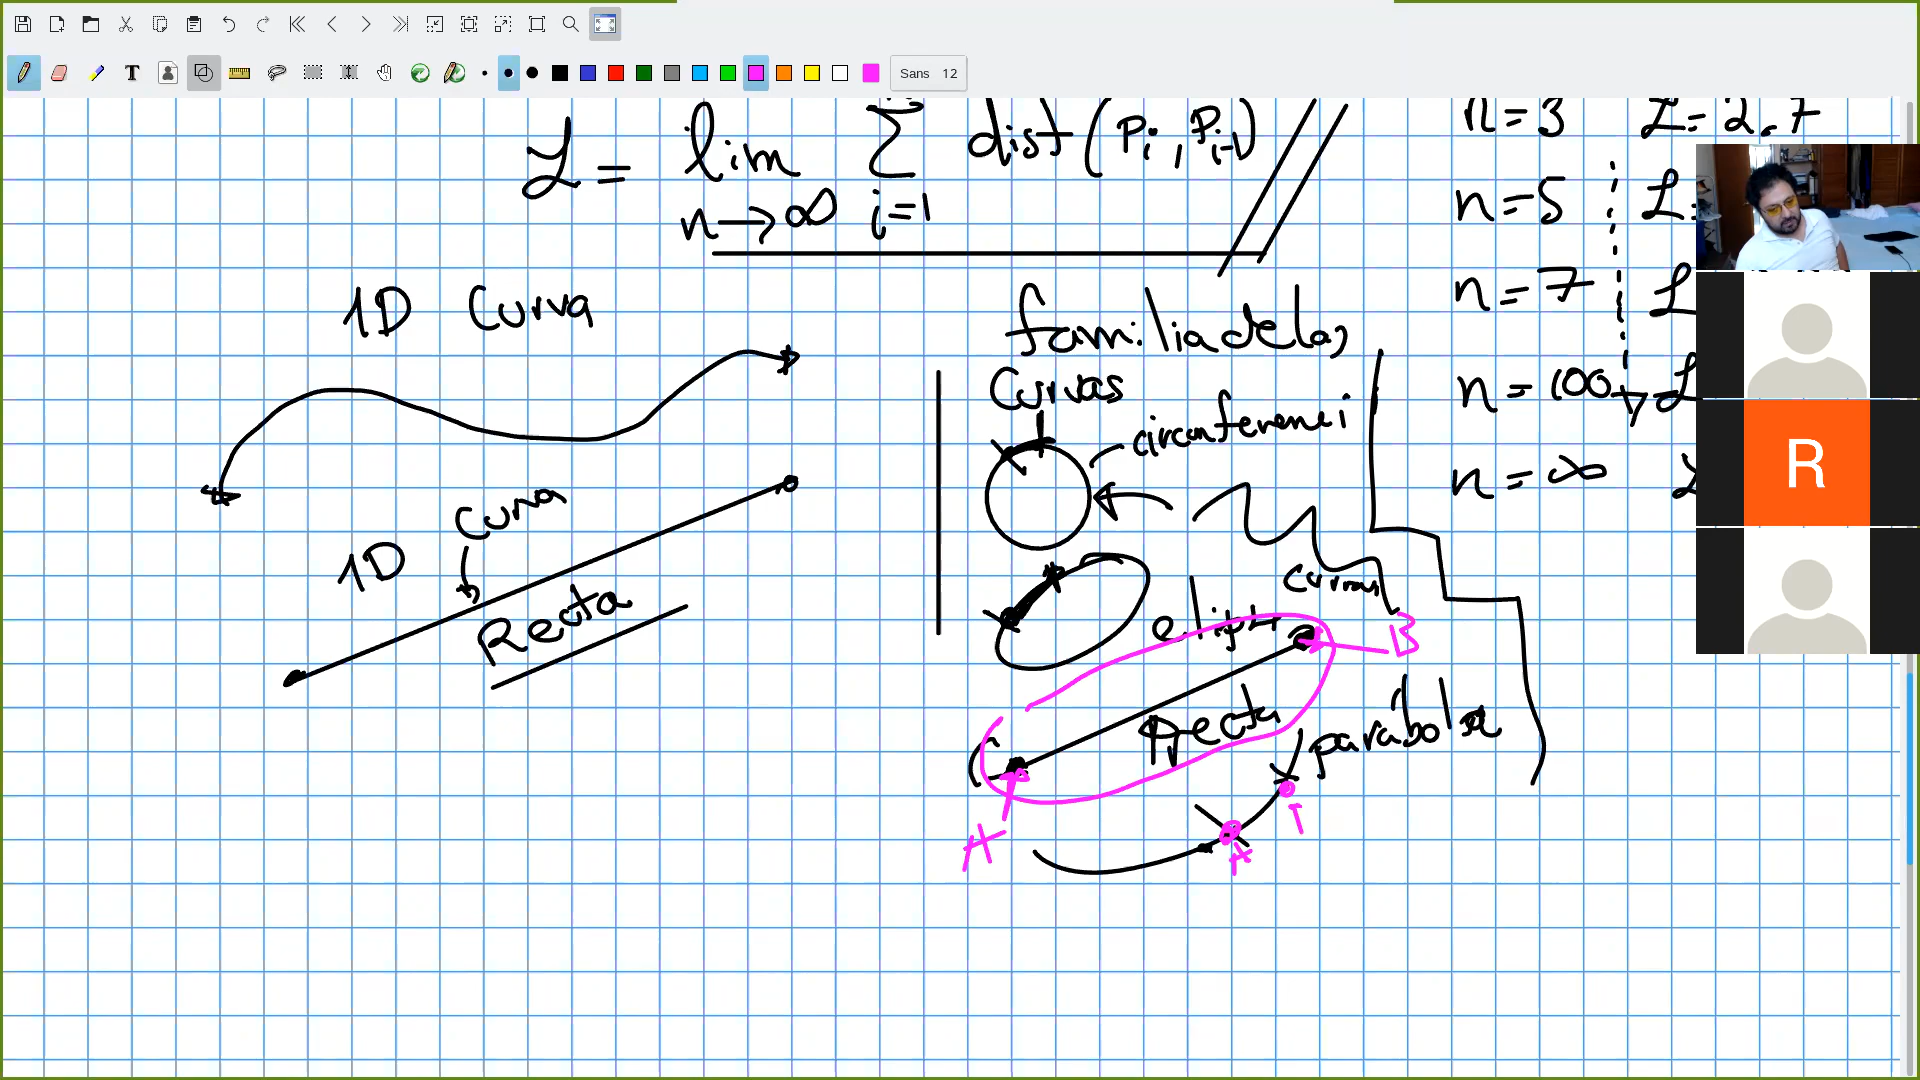 Sans 12
ℒ = lim n→∞ Σ i=1 dist(Pi, Pi-1)
n=3 ℒ=2.7
n=5 ℒ=
n=7 ℒ
n=100 ℒ
n=∞ ℒ
1D Curva
familia de las
Curvas
circunferenci
1D Curva
Recta
curvas
elipse
B
Recta
parábola
A
A
R